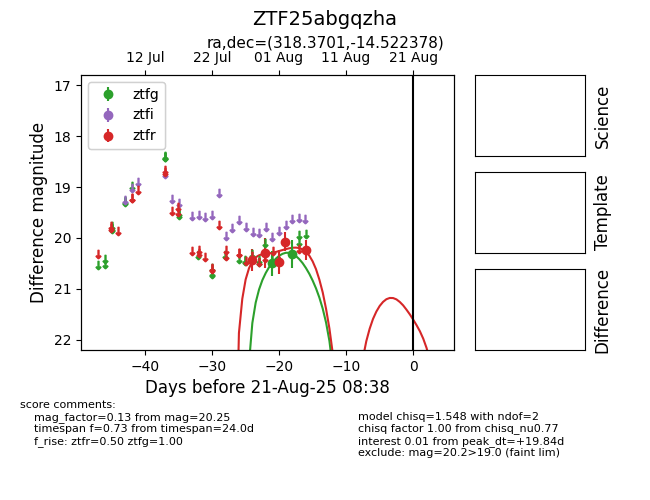 ZTF25abgqzha
ra,dec=(318.3701,-14.522378)
12 Jul 22 Jul 01 Aug 11 Aug 21 Aug
ztfg
ztfi
ztfr
17
18
19
20
21
22
Difference magnitude
−40 −30 −20 −10 0
Days before 21-Aug-25 08:38
Science
Template
Difference
score comments:
mag_factor=0.13 from mag=20.25
timespan f=0.73 from timespan=24.0d
f_rise: ztfr=0.50 ztfg=1.00
model chisq=1.548 with ndof=2
chisq factor 1.00 from chisq_nu0.77
interest 0.01 from peak_dt=+19.84d
exclude: mag=20.2>19.0 (faint lim)